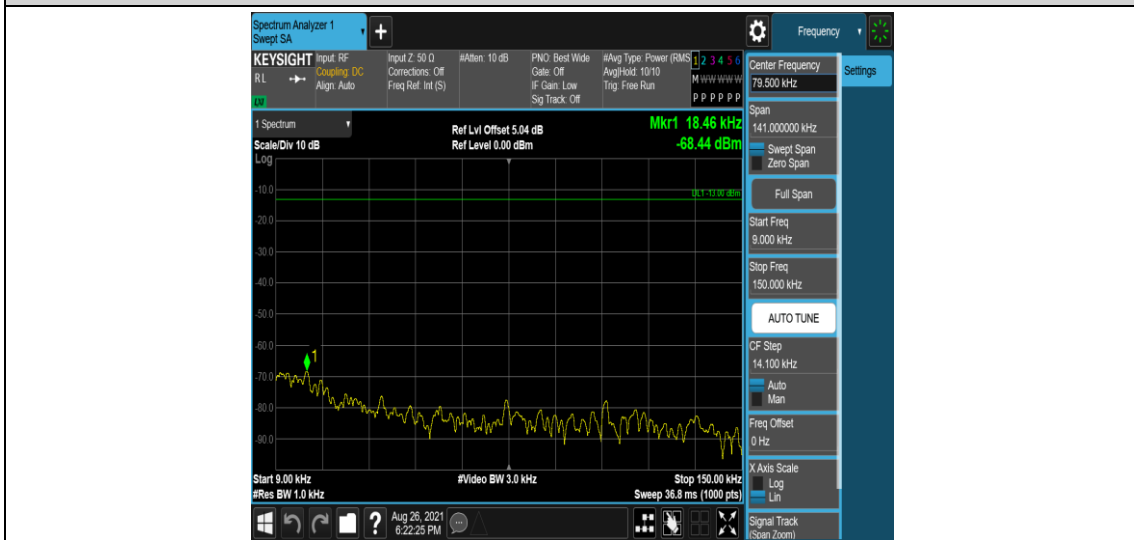 Spectrum Analyzer 1
Swept SA
Frequency
KEYSIGHT
RL
LXI
Input: RF
Coupling: DC
Align: Auto
Input Z: 50 Ω
Corrections: Off
Freq Ref: Int (S)
#Atten: 10 dB
PNO: Best Wide
Gate: Off
IF Gain: Low
Sig Track: Off
#Avg Type: Power (RMS
Avg|Hold: 10/10
Trig: Free Run
1 2 3 4 5 6
M W W W W W
P P P P P P
Center Frequency
79.500 kHz
Settings
Span
141.000000 kHz
Swept Span
Zero Span
Full Span
Start Freq
9.000 kHz
Stop Freq
150.000 kHz
AUTO TUNE
CF Step
14.100 kHz
Auto
Man
Freq Offset
0 Hz
X Axis Scale
Log
Lin
Signal Track
(Span Zoom)
1 Spectrum
Scale/Div 10 dB
Ref Lvl Offset 5.04 dB
Ref Level 0.00 dBm
Mkr1 18.46 kHz
-68.44 dBm
Log
DL1 -13.00 dBm
-10.0
-20.0
-30.0
-40.0
-50.0
-60.0
-70.0
-80.0
-90.0
1
Start 9.00 kHz
#Res BW 1.0 kHz
#Video BW 3.0 kHz
Stop 150.00 kHz
Sweep 36.8 ms (1000 pts)
?
Aug 26, 2021
6:22:25 PM